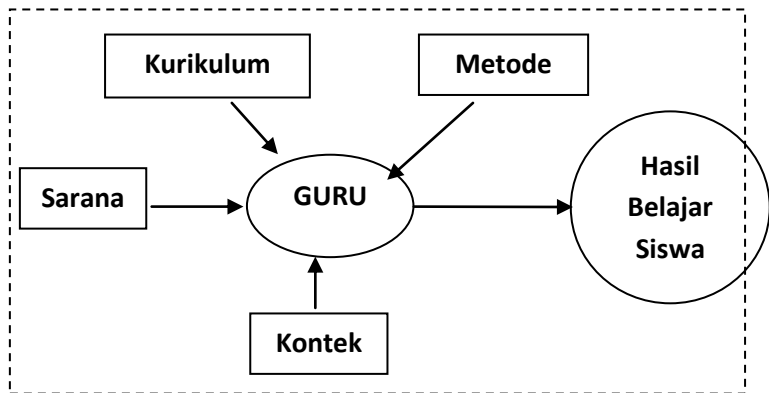 Kurikulum
Metode
Sarana
GURU
Hasil
Belajar
Siswa
Kontek